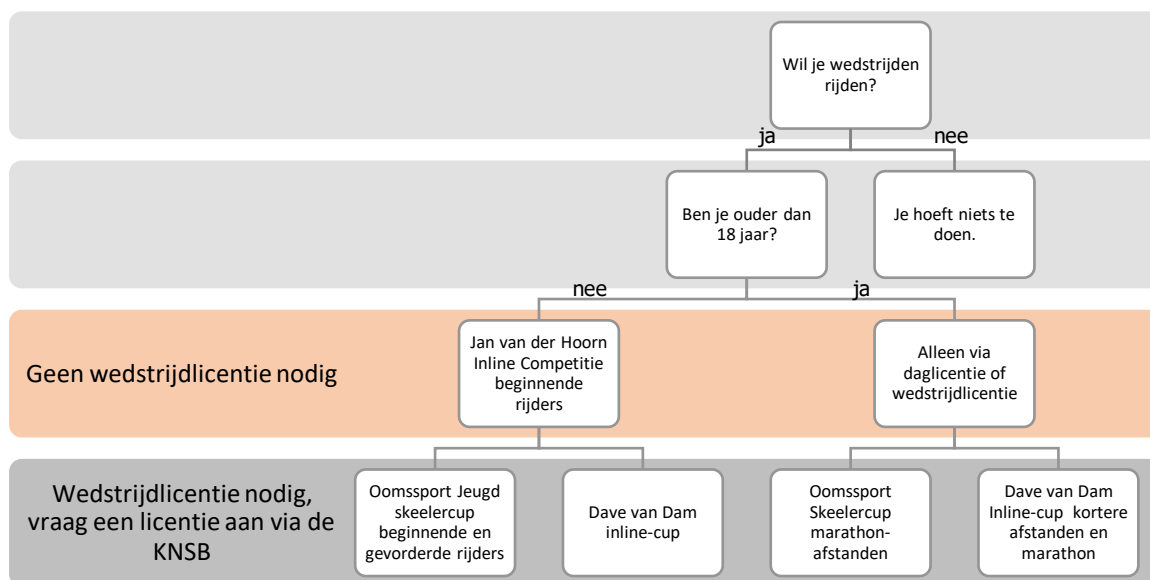 Wil je wedstrijden
rijden?
ja
nee
Ben je ouder dan
18 jaar?
Je hoeft niets te
doen.
nee
ja
Geen wedstrijdlicentie nodig
Jan van der Hoorn
Inline Competitie
beginnende
rijders
Alleen via
daglicentie of
wedstrijdlicentie
Wedstrijdlicentie nodig,
vraag een licentie aan via de
KNSB
Oomssport Jeugd
skeelercup
beginnende en
gevorderde rijders
Dave van Dam
inline-cup
Oomssport
Skeelercup
marathon-
afstanden
Dave van Dam
Inline-cup kortere
afstanden en
marathon